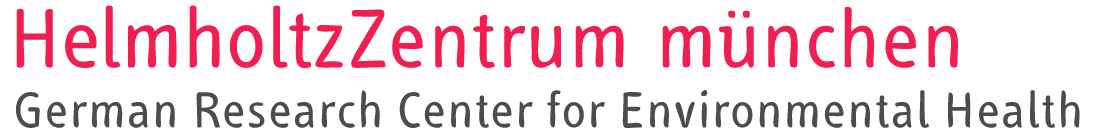 HelmholtzZentrum münchen
German Research Center for Environmental Health